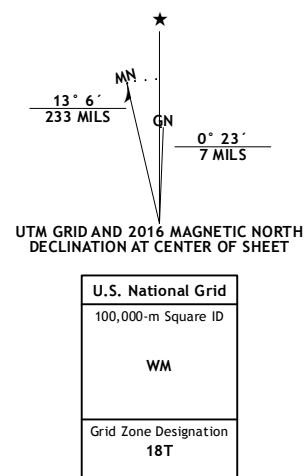 ★
MN
13° 6´
233 MILS
GN
0° 23´
7 MILS
UTM GRID AND 2016 MAGNETIC NORTH
DECLINATION AT CENTER OF SHEET
U.S. National Grid
100,000-m Square ID
WM
Grid Zone Designation
18T